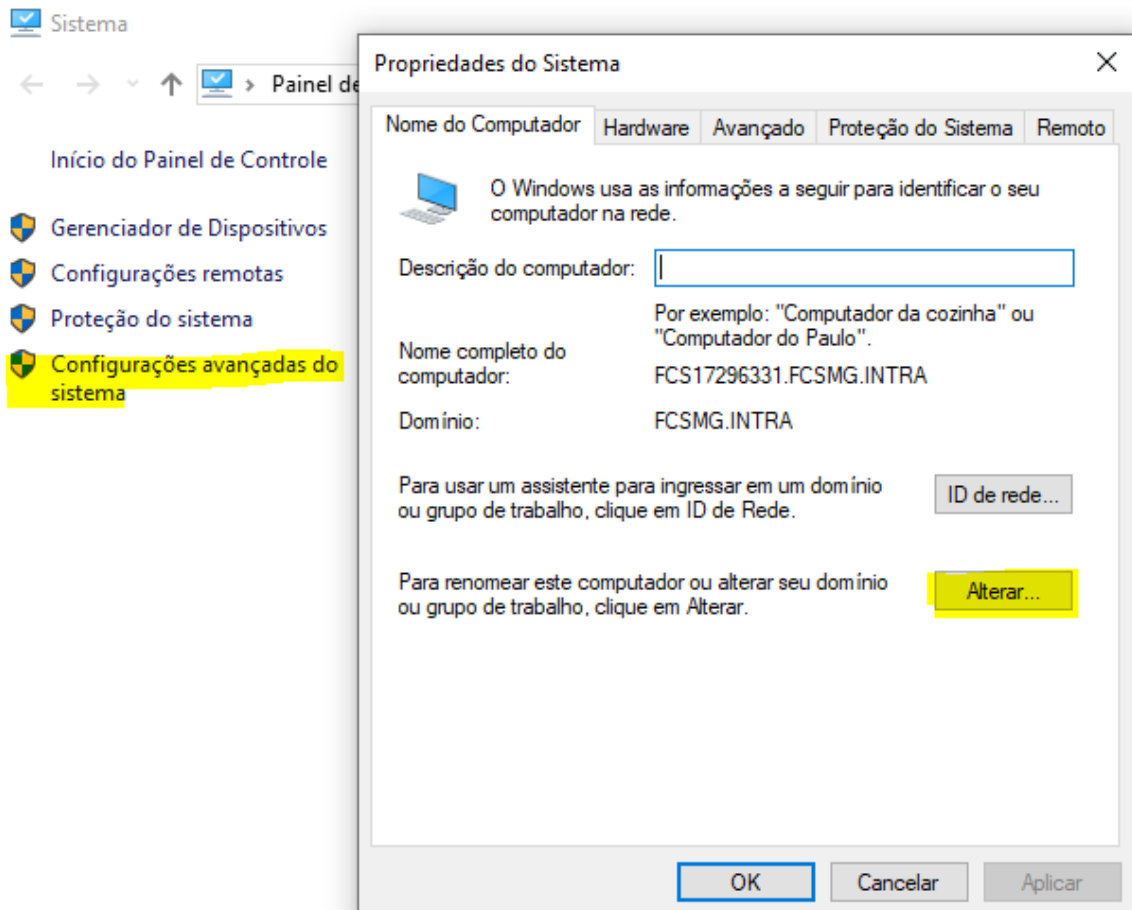 Sistema
Painel de
Início do Painel de Controle
Gerenciador de Dispositivos
Configurações remotas
Proteção do sistema
Configurações avançadas do
sistema
Propriedades do Sistema
Nome do Computador Hardware Avançado Proteção do Sistema Remoto
O Windows usa as informações a seguir para identificar o seu
computador na rede.
Descrição do computador:
Por exemplo: "Computador da cozinha" ou
"Computador do Paulo".
Nome completo do
computador:
FCS17296331.FCSMG.INTRA
Domínio:
FCSMG.INTRA
Para usar um assistente para ingressar em um domínio
ou grupo de trabalho, clique em ID de Rede.
ID de rede...
Para renomear este computador ou alterar seu domínio
ou grupo de trabalho, clique em Alterar.
Alterar...
OK Cancelar Aplicar